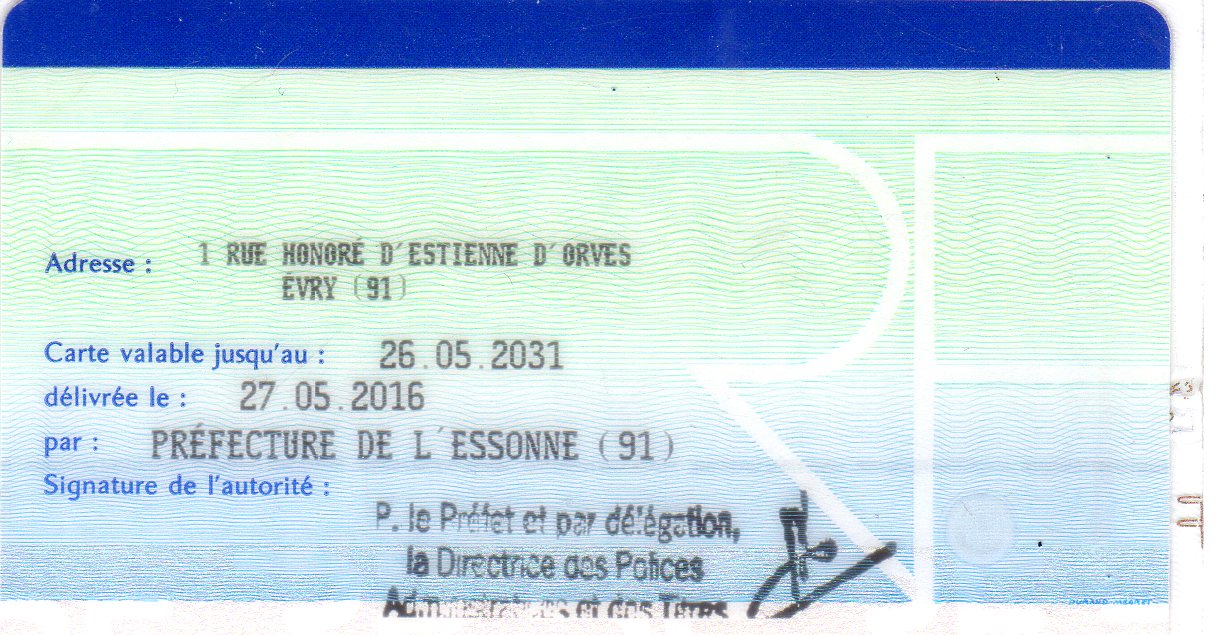 Adresse : 1 RUE HONORÉ D'ESTIENNE D'ORVES
ÉVRY (91)
Carte valable jusqu'au : 26.05.2031
délivrée le : 27.05.2016
par : PRÉFECTURE DE L'ESSONNE (91)
Signature de l'autorité :
P. le Préfet et par délégation,
la Directrice des Polices
Administratives et des Titres